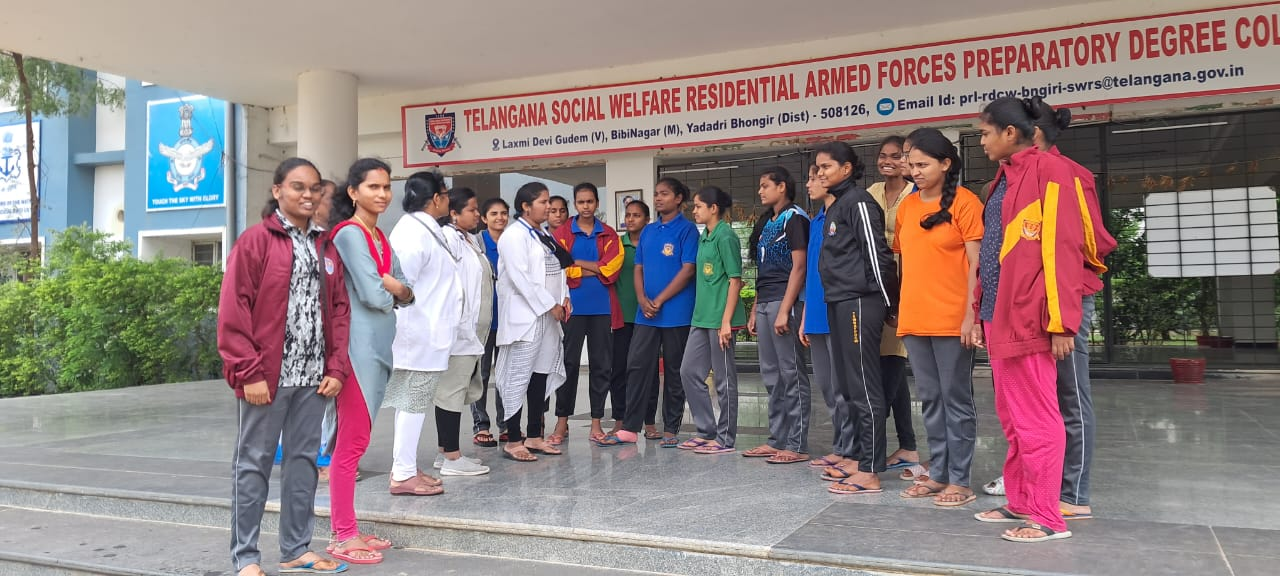 TELANGANA SOCIAL WELFARE RESIDENTIAL ARMED FORCES PREPARATORY DEGREE COL
Laxmi Devi Gudem (V), BibiNagar (M), Yadadri Bhongir (Dist) - 508126, Email Id: prl-rdcw-bngiri-swrs@telangana.gov.in
TOUCH THE SKY WITH GLORY